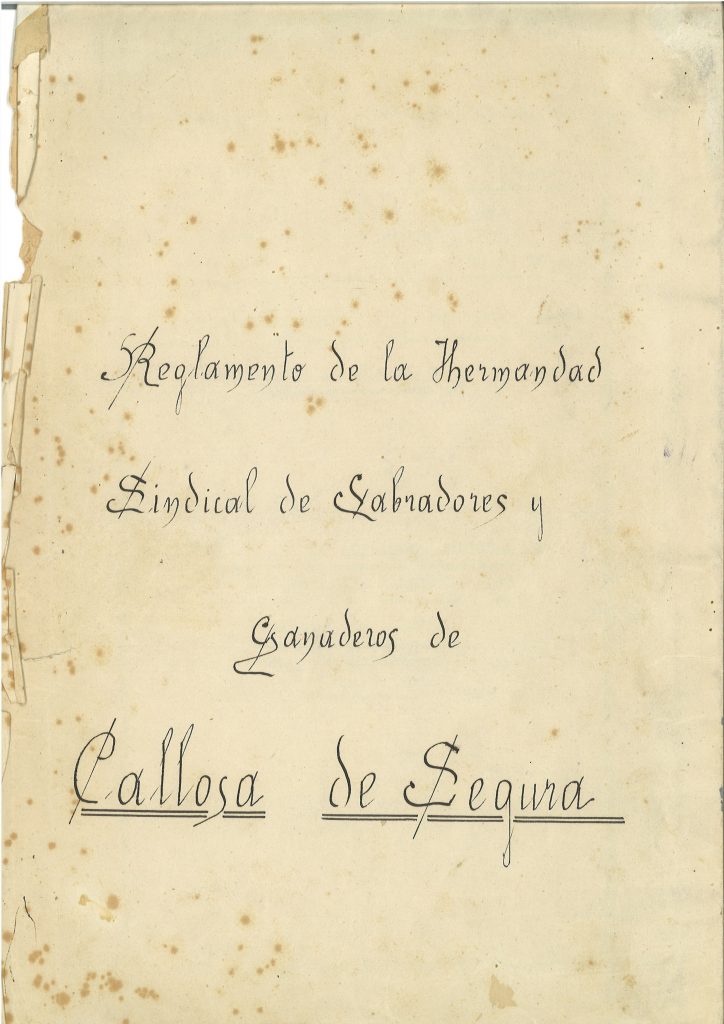 Reglamento de la Hermandad
Sindical de Labradores y
Ganaderos de
Callosa de Segura